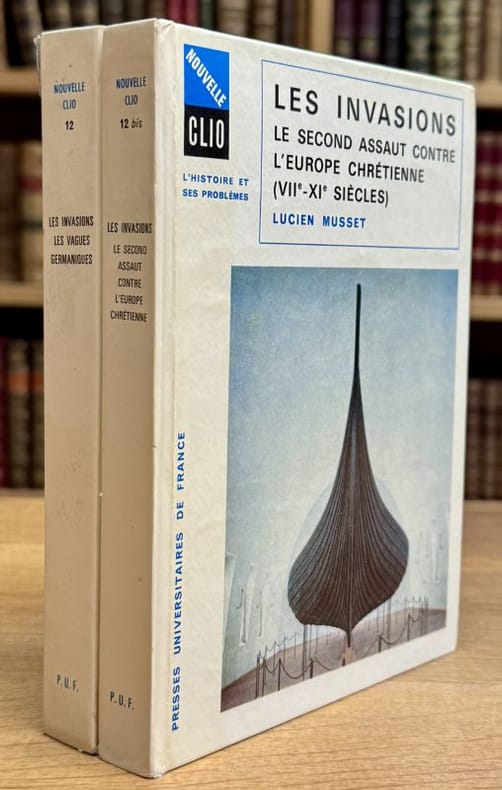 NOUVELLE
CLIO
12
LES INVASIONS
LES VAGUES
GERMANIQUES
P.U.F.
NOUVELLE
CLIO
12 bis
LES INVASIONS
LE SECOND
ASSAUT
CONTRE
L'EUROPE
CHRÉTIENNE
P.U.F.
NOUVELLE
CLIO
L'HISTOIRE ET
SES PROBLÈMES
LES INVASIONS
LE SECOND ASSAUT CONTRE
L'EUROPE CHRÉTIENNE
(VIIe-XIe SIÈCLES)
LUCIEN MUSSET
PRESSES UNIVERSITAIRES DE FRANCE